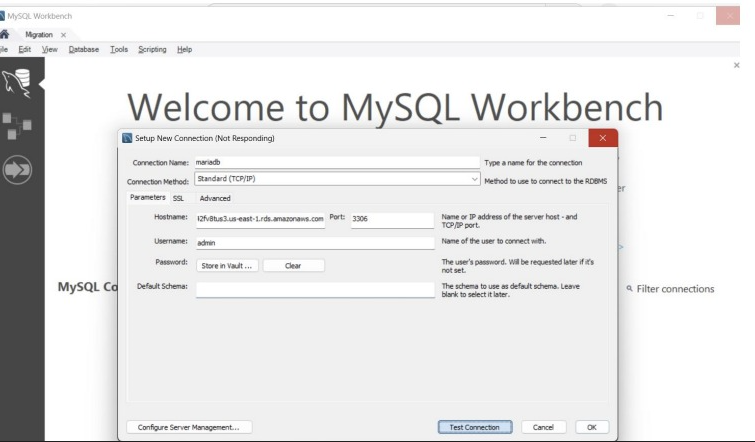 MySQL Workbench
Migration
File Edit View Database Tools Scripting Help
Welcome to MySQL Workbench
Setup New Connection (Not Responding)
Connection Name: mariadb Type a name for the connection
Connection Method: Standard (TCP/IP) Method to use to connect to the RDBMS
Parameters SSL Advanced
Hostname: 42fv8tus3.us-east-1.rds.amazonaws.com Port: 3306 Name or IP address of the server host - and
TCP/IP port.
Username: admin Name of the user to connect with.
Password: Store in Vault ... Clear The user's password. Will be requested later if it's
not set.
Default Schema: The schema to use as default schema. Leave
blank to select it later.
MySQL Co
Filter connections
Configure Server Management... Test Connection Cancel OK